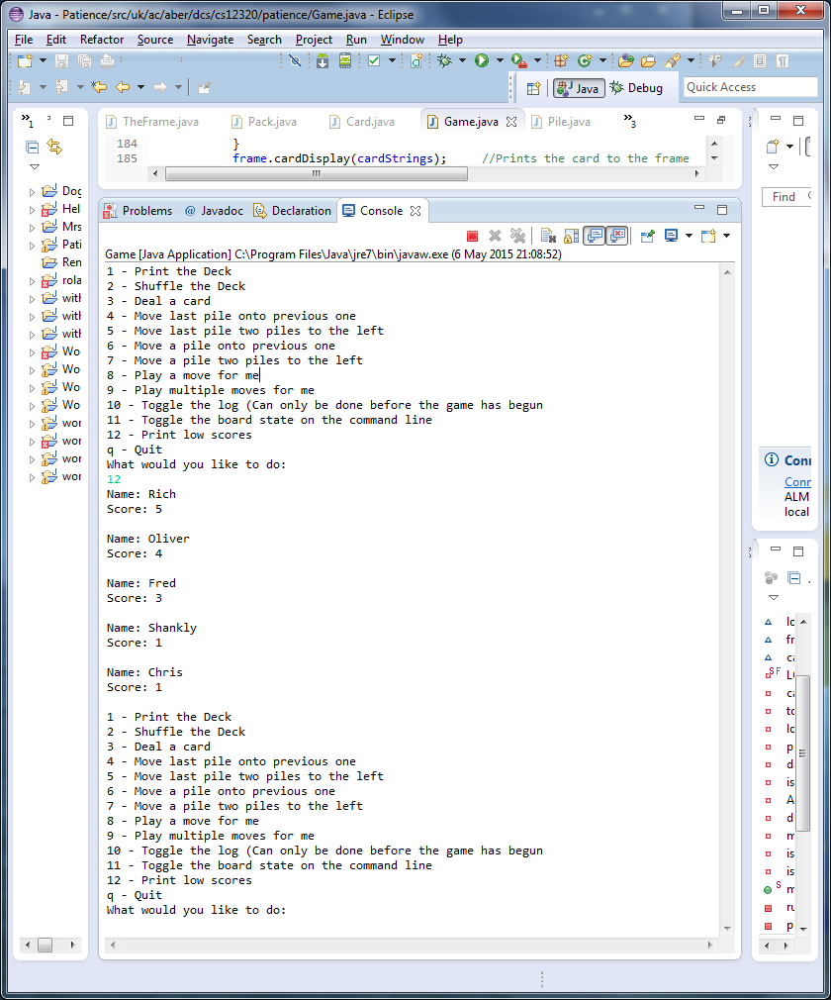 Java - Patience/src/uk/ac/aber/dcs/cs12320/patience/Game.java - Eclipse
File Edit Refactor Source Navigate Search Project Run Window Help
Java Debug Quick Access
1
TheFrame.java Pack.java Card.java Game.java Pile.java 3
184 }
185 frame.cardDisplay(cardStrings); //Prints the card to the frame
Find
Dog
Hel
Mrs
Pati
Ren
rola
with
with
with
Wo
Wo
Wo
Wo
wor
wor
wor
wor
Problems @ Javadoc Declaration Console
Game [Java Application] C:\Program Files\Java\jre7\bin\javaw.exe (6 May 2015 21:08:52)
1 - Print the Deck
2 - Shuffle the Deck
3 - Deal a card
4 - Move last pile onto previous one
5 - Move last pile two piles to the left
6 - Move a pile onto previous one
7 - Move a pile two piles to the left
8 - Play a move for me
9 - Play multiple moves for me
10 - Toggle the log (Can only be done before the game has begun
11 - Toggle the board state on the command line
12 - Print low scores
q - Quit
What would you like to do:
12
Name: Rich
Score: 5
Name: Oliver
Score: 4
Name: Fred
Score: 3
Name: Shankly
Score: 1
Name: Chris
Score: 1
1 - Print the Deck
2 - Shuffle the Deck
3 - Deal a card
4 - Move last pile onto previous one
5 - Move last pile two piles to the left
6 - Move a pile onto previous one
7 - Move a pile two piles to the left
8 - Play a move for me
9 - Play multiple moves for me
10 - Toggle the log (Can only be done before the game has begun
11 - Toggle the board state on the command line
12 - Print low scores
q - Quit
What would you like to do:
Conn
Conn
ALM
local